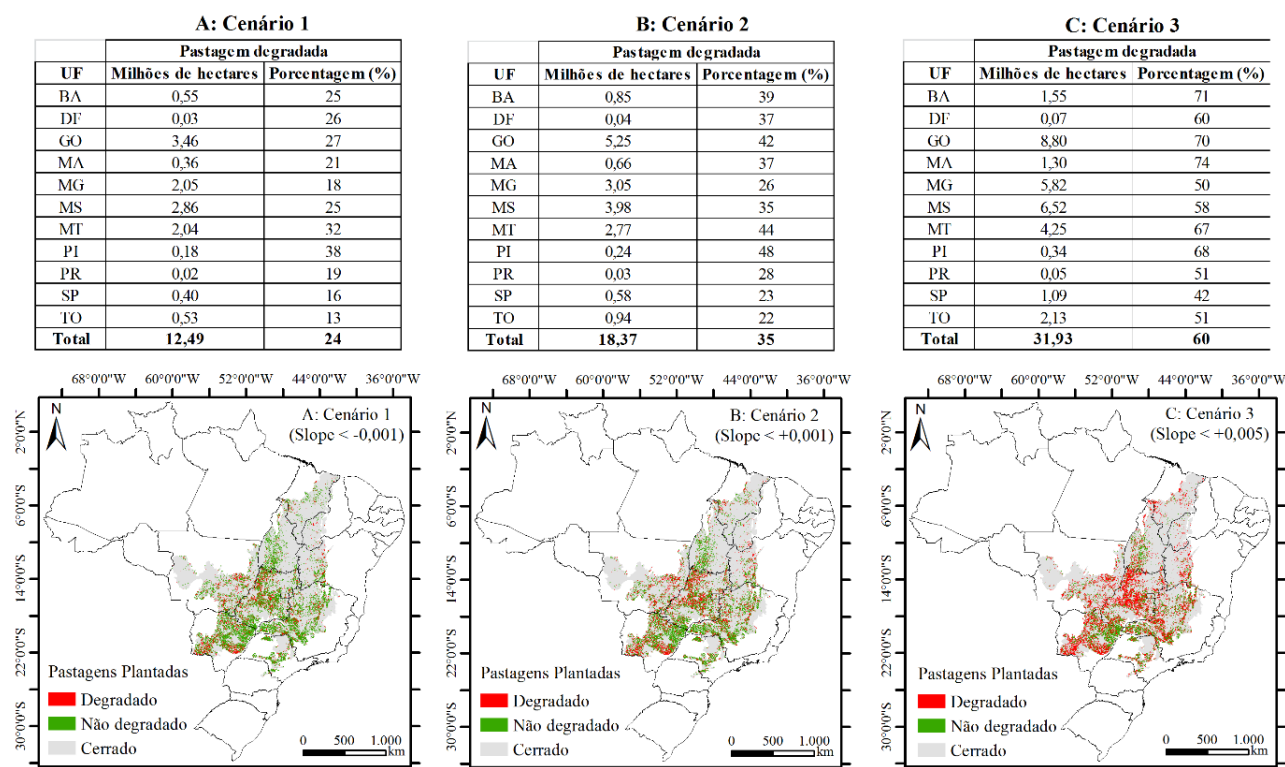 A: Cenário 1
Pastagem degradada
UF Milhões de hectares Porcentagem (%)
BA 0,55 25
DF 0,03 26
GO 3,46 27
MA 0,36 21
MG 2,05 18
MS 2,86 25
MT 2,04 32
PI 0,18 38
PR 0,02 19
SP 0,40 16
TO 0,53 13
Total 12,49 24
B: Cenário 2
Pastagem degradada
UF Milhões de hectares Porcentagem (%)
BA 0,85 39
DF 0,04 37
GO 5,25 42
MA 0,66 37
MG 3,05 26
MS 3,98 35
MT 2,77 44
PI 0,24 48
PR 0,03 28
SP 0,58 23
TO 0,94 22
Total 18,37 35
C: Cenário 3
Pastagem degradada
UF Milhões de hectares Porcentagem (%)
BA 1,55 71
DF 0,07 60
GO 8,80 70
MA 1,30 74
MG 5,82 50
MS 6,52 58
MT 4,25 67
PI 0,34 68
PR 0,05 51
SP 1,09 42
TO 2,13 51
Total 31,93 60
68°0'0"W 60°0'0"W 52°0'0"W 44°0'0"W 36°0'0"W
N
A: Cenário 1
(Slope < -0,001)
2°0'0"S
6°0'0"S
14°0'0"S
22°0'0"S
30°0'0"S
Pastagens Plantadas
Degradado
Não degradado
Cerrado
0 500 1.000
km
68°0'0"W 60°0'0"W 52°0'0"W 44°0'0"W 36°0'0"W
N
B: Cenário 2
(Slope < +0,001)
2°0'0"S
6°0'0"S
14°0'0"S
22°0'0"S
30°0'0"S
Pastagens Plantadas
Degradado
Não degradado
Cerrado
0 500 1.000
km
68°0'0"W 60°0'0"W 52°0'0"W 44°0'0"W 36°0'0"W
N
C: Cenário 3
(Slope < +0,005)
2°0'0"S
6°0'0"S
14°0'0"S
22°0'0"S
30°0'0"S
Pastagens Plantadas
Degradado
Não degradado
Cerrado
0 500 1.000
km